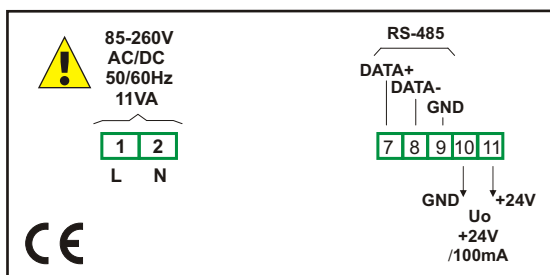 85-260V
AC/DC
50/60Hz
11VA
1 2
L N
RS-485
DATA+
DATA-
GND
7 8 9 10 11
GND +24V
Uo
+24V
/100mA
CE